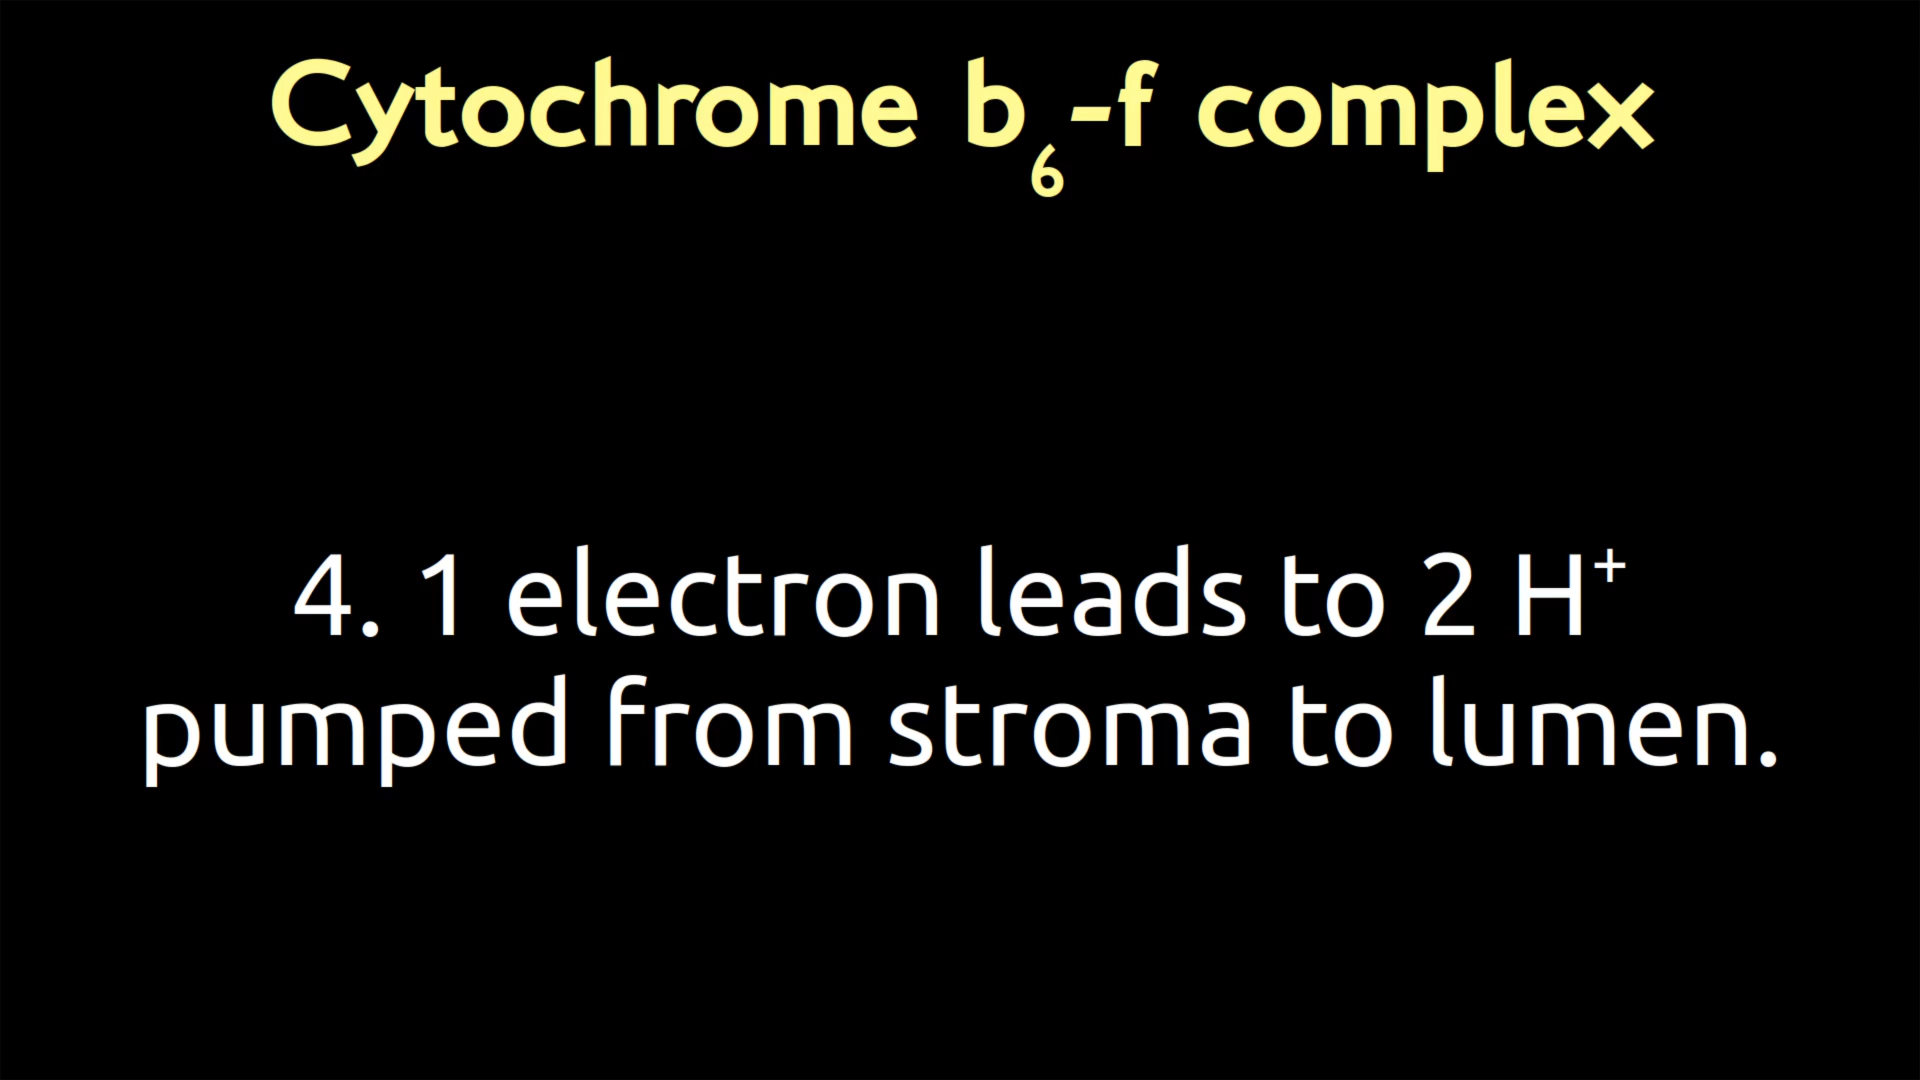 Cytochrome b₆-f complex
4. 1 electron leads to 2 H⁺
pumped from stroma to lumen.